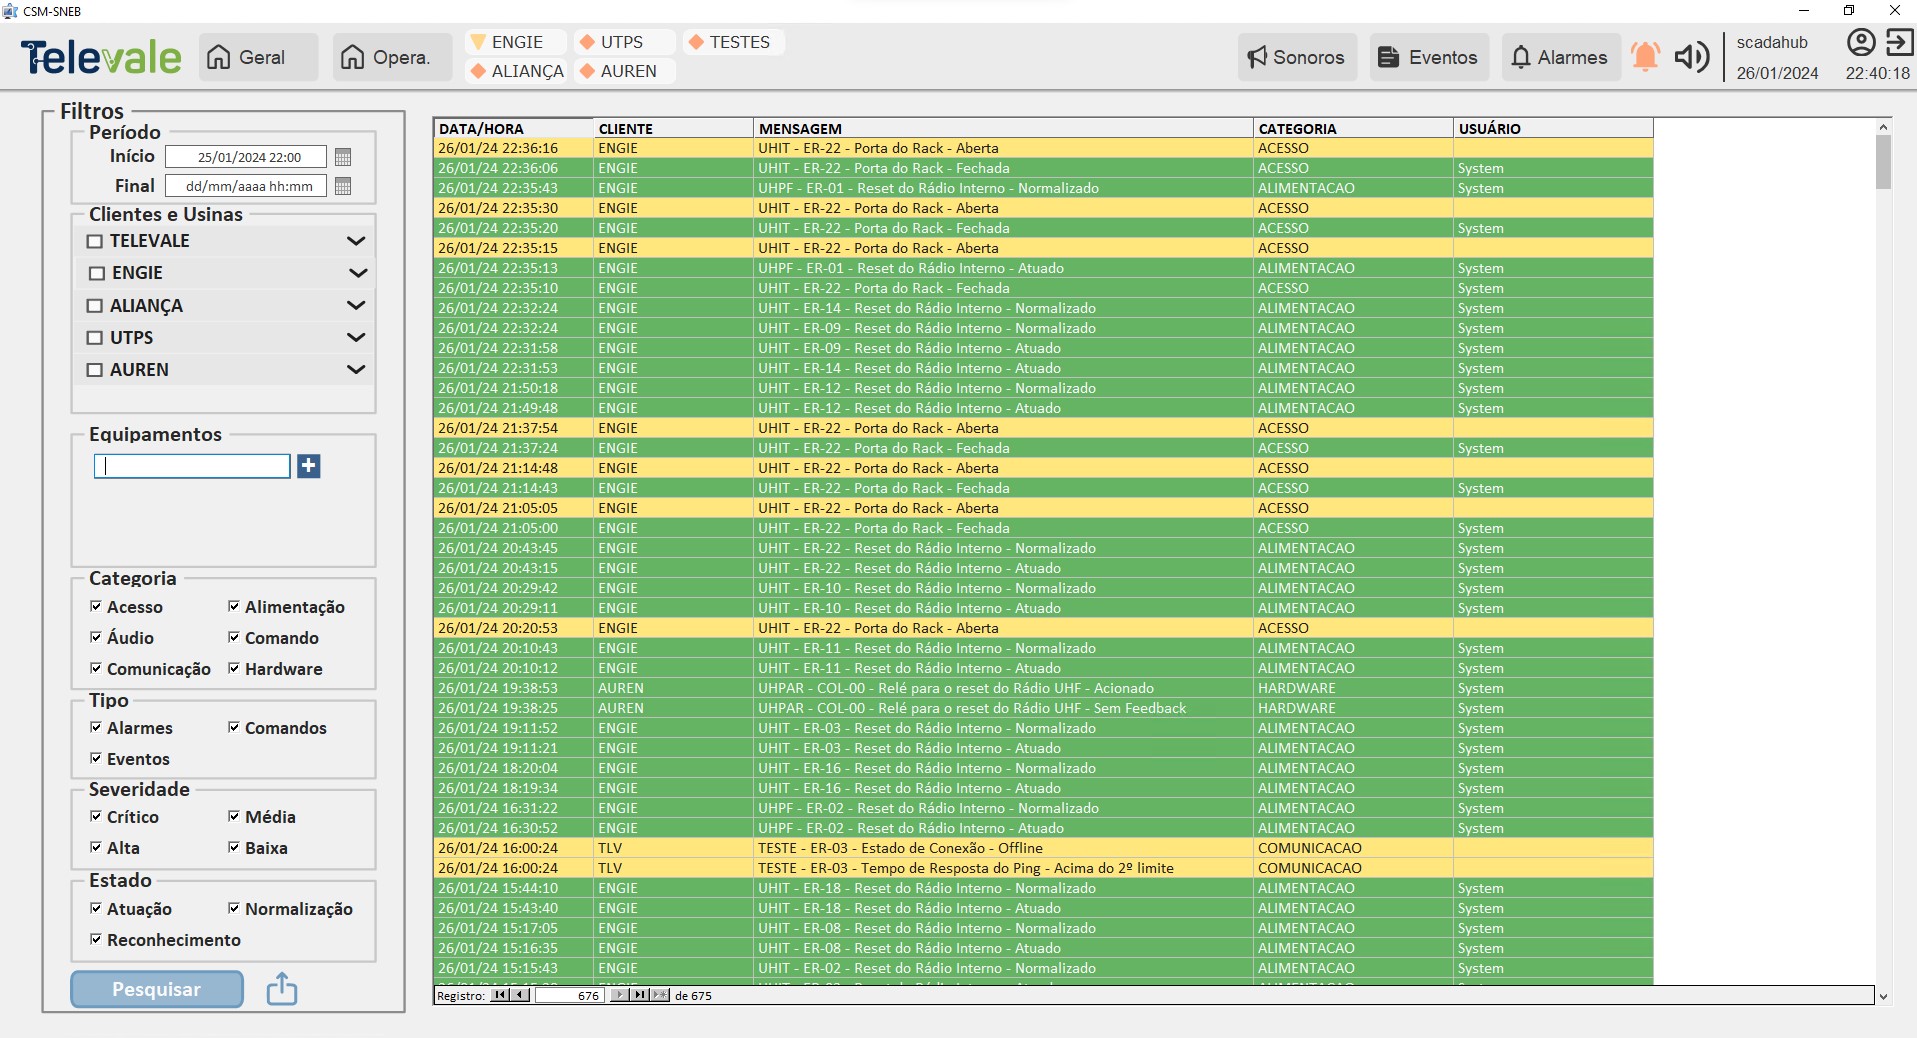 CSM-SNEB
Televale
Geral
Opera.
ENGIE
UTPS
TESTES
ALIANÇA
AUREN
Sonoros
Eventos
Alarmes
scadahub
26/01/2024
22:40:18
Filtros
Período
Início 25/01/2024 22:00
Final dd/mm/aaaa hh:mm
Clientes e Usinas
TELEVALE
ENGIE
ALIANÇA
UTPS
AUREN
Equipamentos
Categoria
Acesso Alimentação
Áudio Comando
Comunicação Hardware
Tipo
Alarmes Comandos
Eventos
Severidade
Crítico Média
Alta Baixa
Estado
Atuação Normalização
Reconhecimento
Pesquisar
DATA/HORA CLIENTE MENSAGEM CATEGORIA USUÁRIO
26/01/24 22:36:16 ENGIE UHIT - ER-22 - Porta do Rack - Aberta ACESSO
26/01/24 22:36:06 ENGIE UHIT - ER-22 - Porta do Rack - Fechada ACESSO System
26/01/24 22:35:43 ENGIE UHPF - ER-01 - Reset do Rádio Interno - Normalizado ALIMENTACAO System
26/01/24 22:35:30 ENGIE UHIT - ER-22 - Porta do Rack - Aberta ACESSO
26/01/24 22:35:20 ENGIE UHIT - ER-22 - Porta do Rack - Fechada ACESSO System
26/01/24 22:35:15 ENGIE UHIT - ER-22 - Porta do Rack - Aberta ACESSO
26/01/24 22:35:13 ENGIE UHPF - ER-01 - Reset do Rádio Interno - Atuado ALIMENTACAO System
26/01/24 22:35:10 ENGIE UHIT - ER-22 - Porta do Rack - Fechada ACESSO System
26/01/24 22:32:24 ENGIE UHIT - ER-14 - Reset do Rádio Interno - Normalizado ALIMENTACAO System
26/01/24 22:32:24 ENGIE UHIT - ER-09 - Reset do Rádio Interno - Normalizado ALIMENTACAO System
26/01/24 22:31:58 ENGIE UHIT - ER-09 - Reset do Rádio Interno - Atuado ALIMENTACAO System
26/01/24 22:31:53 ENGIE UHIT - ER-14 - Reset do Rádio Interno - Atuado ALIMENTACAO System
26/01/24 21:50:18 ENGIE UHIT - ER-12 - Reset do Rádio Interno - Normalizado ALIMENTACAO System
26/01/24 21:49:48 ENGIE UHIT - ER-12 - Reset do Rádio Interno - Atuado ALIMENTACAO System
26/01/24 21:37:54 ENGIE UHIT - ER-22 - Porta do Rack - Aberta ACESSO
26/01/24 21:37:24 ENGIE UHIT - ER-22 - Porta do Rack - Fechada ACESSO System
26/01/24 21:14:48 ENGIE UHIT - ER-22 - Porta do Rack - Aberta ACESSO
26/01/24 21:14:43 ENGIE UHIT - ER-22 - Porta do Rack - Fechada ACESSO System
26/01/24 21:05:05 ENGIE UHIT - ER-22 - Porta do Rack - Aberta ACESSO
26/01/24 21:05:00 ENGIE UHIT - ER-22 - Porta do Rack - Fechada ACESSO System
26/01/24 20:43:45 ENGIE UHIT - ER-22 - Reset do Rádio Interno - Normalizado ALIMENTACAO System
26/01/24 20:43:15 ENGIE UHIT - ER-22 - Reset do Rádio Interno - Atuado ALIMENTACAO System
26/01/24 20:29:42 ENGIE UHIT - ER-10 - Reset do Rádio Interno - Normalizado ALIMENTACAO System
26/01/24 20:29:11 ENGIE UHIT - ER-10 - Reset do Rádio Interno - Atuado ALIMENTACAO System
26/01/24 20:20:53 ENGIE UHIT - ER-22 - Porta do Rack - Aberta ACESSO
26/01/24 20:10:43 ENGIE UHIT - ER-11 - Reset do Rádio Interno - Normalizado ALIMENTACAO System
26/01/24 20:10:12 ENGIE UHIT - ER-11 - Reset do Rádio Interno - Atuado ALIMENTACAO System
26/01/24 19:38:53 AUREN UHPAR - COL-00 - Relé para o reset do Rádio UHF - Acionado HARDWARE System
26/01/24 19:38:25 AUREN UHPAR - COL-00 - Relé para o reset do Rádio UHF - Sem Feedback HARDWARE System
26/01/24 19:11:52 ENGIE UHIT - ER-03 - Reset do Rádio Interno - Normalizado ALIMENTACAO System
26/01/24 19:11:21 ENGIE UHIT - ER-03 - Reset do Rádio Interno - Atuado ALIMENTACAO System
26/01/24 18:20:04 ENGIE UHIT - ER-16 - Reset do Rádio Interno - Normalizado ALIMENTACAO System
26/01/24 18:19:34 ENGIE UHIT - ER-16 - Reset do Rádio Interno - Atuado ALIMENTACAO System
26/01/24 16:31:22 ENGIE UHPF - ER-02 - Reset do Rádio Interno - Normalizado ALIMENTACAO System
26/01/24 16:30:52 ENGIE UHPF - ER-02 - Reset do Rádio Interno - Atuado ALIMENTACAO System
26/01/24 16:00:24 TLV TESTE - ER-03 - Estado de Conexão - Offline COMUNICACAO
26/01/24 16:00:24 TLV TESTE - ER-03 - Tempo de Resposta do Ping - Acima do 2º limite COMUNICACAO
26/01/24 15:44:10 ENGIE UHIT - ER-18 - Reset do Rádio Interno - Normalizado ALIMENTACAO System
26/01/24 15:43:40 ENGIE UHIT - ER-18 - Reset do Rádio Interno - Atuado ALIMENTACAO System
26/01/24 15:17:05 ENGIE UHIT - ER-08 - Reset do Rádio Interno - Normalizado ALIMENTACAO System
26/01/24 15:16:35 ENGIE UHIT - ER-08 - Reset do Rádio Interno - Atuado ALIMENTACAO System
26/01/24 15:15:43 ENGIE UHIT - ER-02 - Reset do Rádio Interno - Normalizado ALIMENTACAO System
Registro: 676 de 675